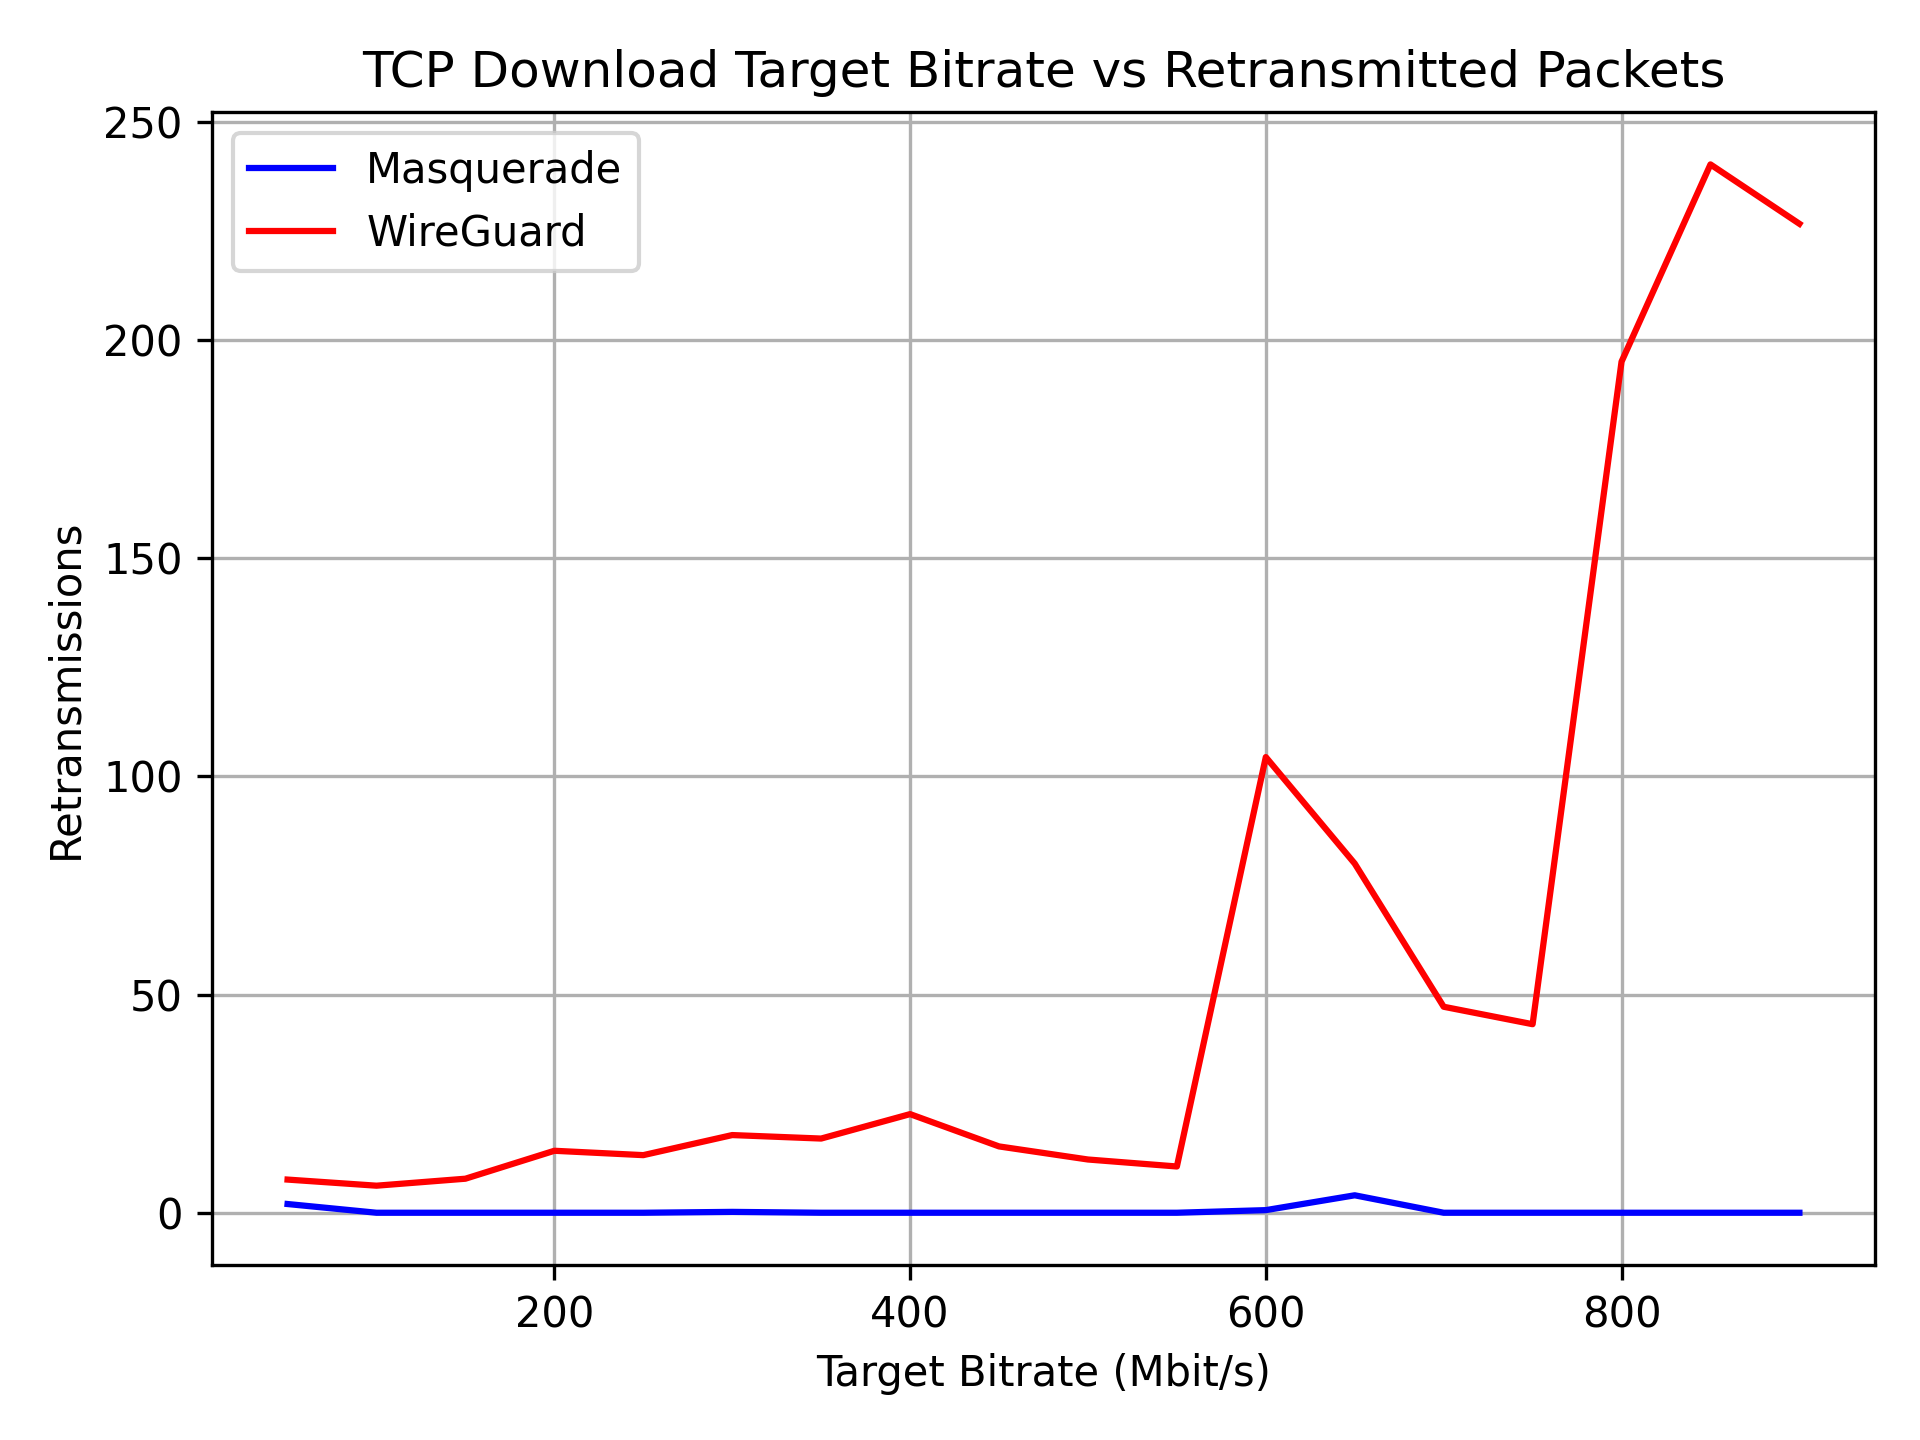 TCP Download Target Bitrate vs Retransmitted Packets
250
200
150
100
50
0
Retransmissions
Masquerade
WireGuard
200
400
600
800
Target Bitrate (Mbit/s)